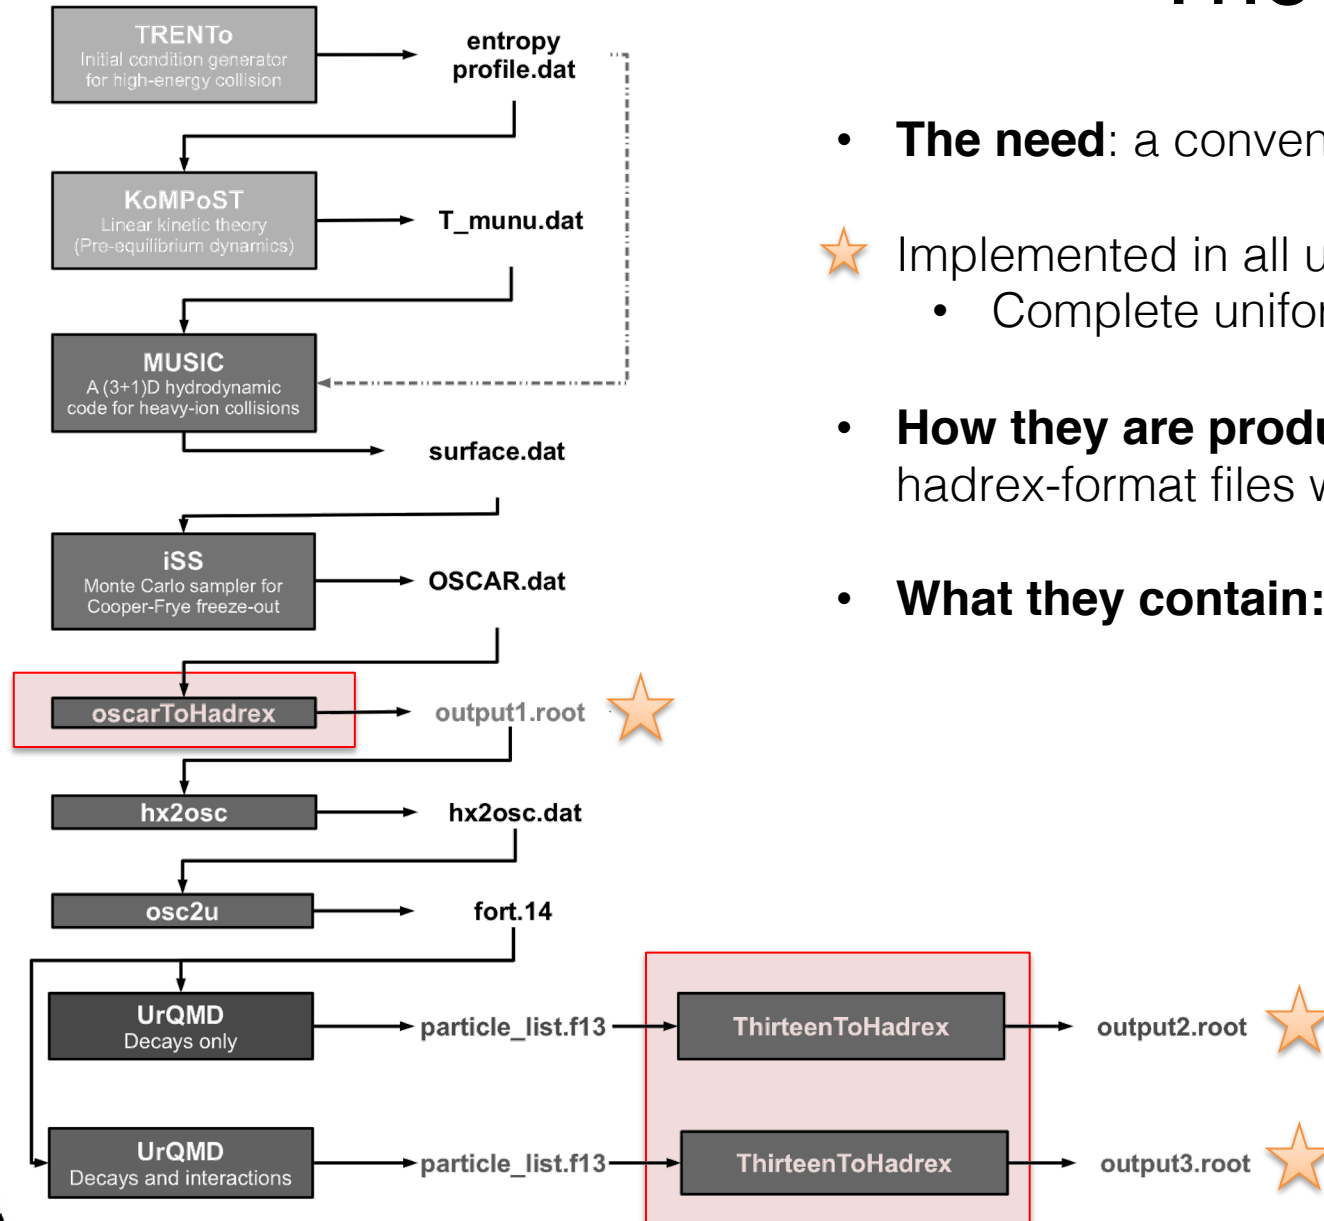 TRENTo
Initial condition generator
for high-energy collision
entropy
profile.dat
KoMPoST
Linear kinetic theory
(Pre-equilibrium dynamics)
T_munu.dat
MUSIC
A (3+1)D hydrodynamic
code for heavy-ion collisions
surface.dat
iSS
Monte Carlo sampler for
Cooper-Frye freeze-out
OSCAR.dat
oscarToHadrex
output1.root
hx2osc
hx2osc.dat
osc2u
fort.14
UrQMD
Decays only
particle_list.f13
ThirteenToHadrex
output2.root
UrQMD
Decays and interactions
particle_list.f13
ThirteenToHadrex
output3.root
• The need: a conven
Implemented in all u
• Complete unifor
• How they are produ
hadrex-format files w
• What they contain: